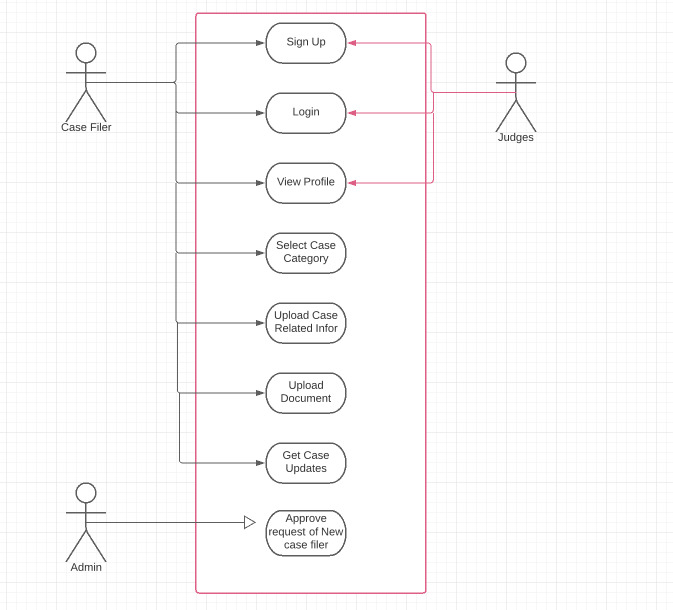 Sign Up
Case Filer
Login
Judges
View Profile
Select Case
Category
Upload Case
Related Infor
Upload
Document
Get Case
Updates
Approve
request of New
case filer
Admin